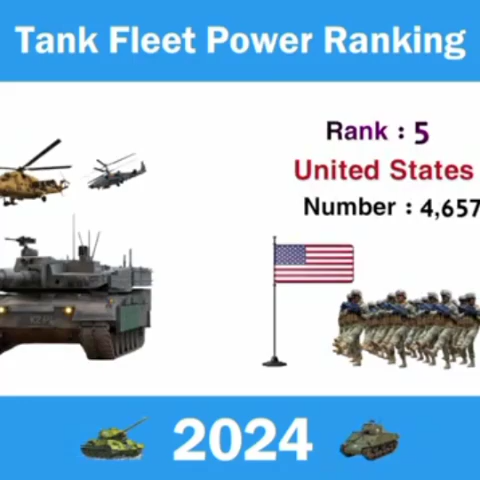 Tank Fleet Power Ranking
Rank : 5
United States
Number : 4,657
2024